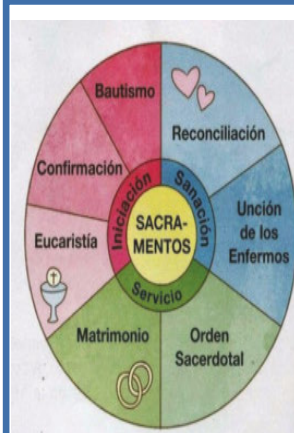 Bautismo
Reconciliación
Confirmación
Iniciación
Sanación
Eucaristía
SACRA-
MENTOS
Unción
de los
Enfermos
Servicio
Matrimonio
Orden
Sacerdotal